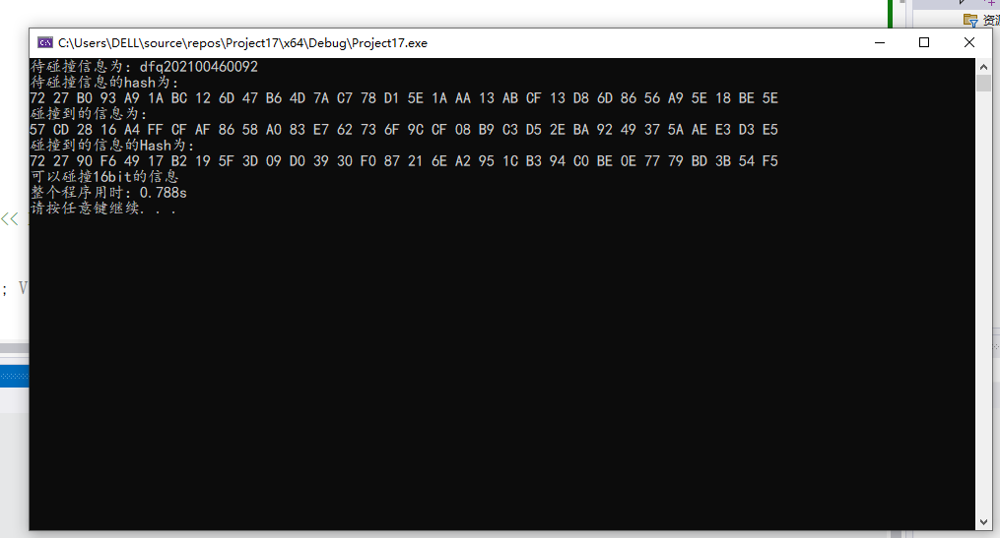 资源
C:\Users\DELL\source\repos\Project17\x64\Debug\Project17.exe
待碰撞信息为: dfq202100460092
待碰撞信息的hash为:
72 27 B0 93 A9 1A BC 12 6D 47 B6 4D 7A C7 78 D1 5E 1A AA 13 AB CF 13 D8 6D 86 56 A9 5E 18 BE 5E
碰撞到的信息为:
57 CD 28 16 A4 FF CF AF 86 58 A0 83 E7 62 73 6F 9C CF 08 B9 C3 D5 2E BA 92 49 37 5A AE E3 D3 E5
碰撞到的信息的Hash为:
72 27 90 F6 49 17 B2 19 5F 3D 09 D0 39 30 F0 87 21 6E A2 95 1C B3 94 C0 BE 0E 77 79 BD 3B 54 F5
可以碰撞16bit的信息
整个程序用时: 0.788s
请按任意键继续. . .
<<
; V